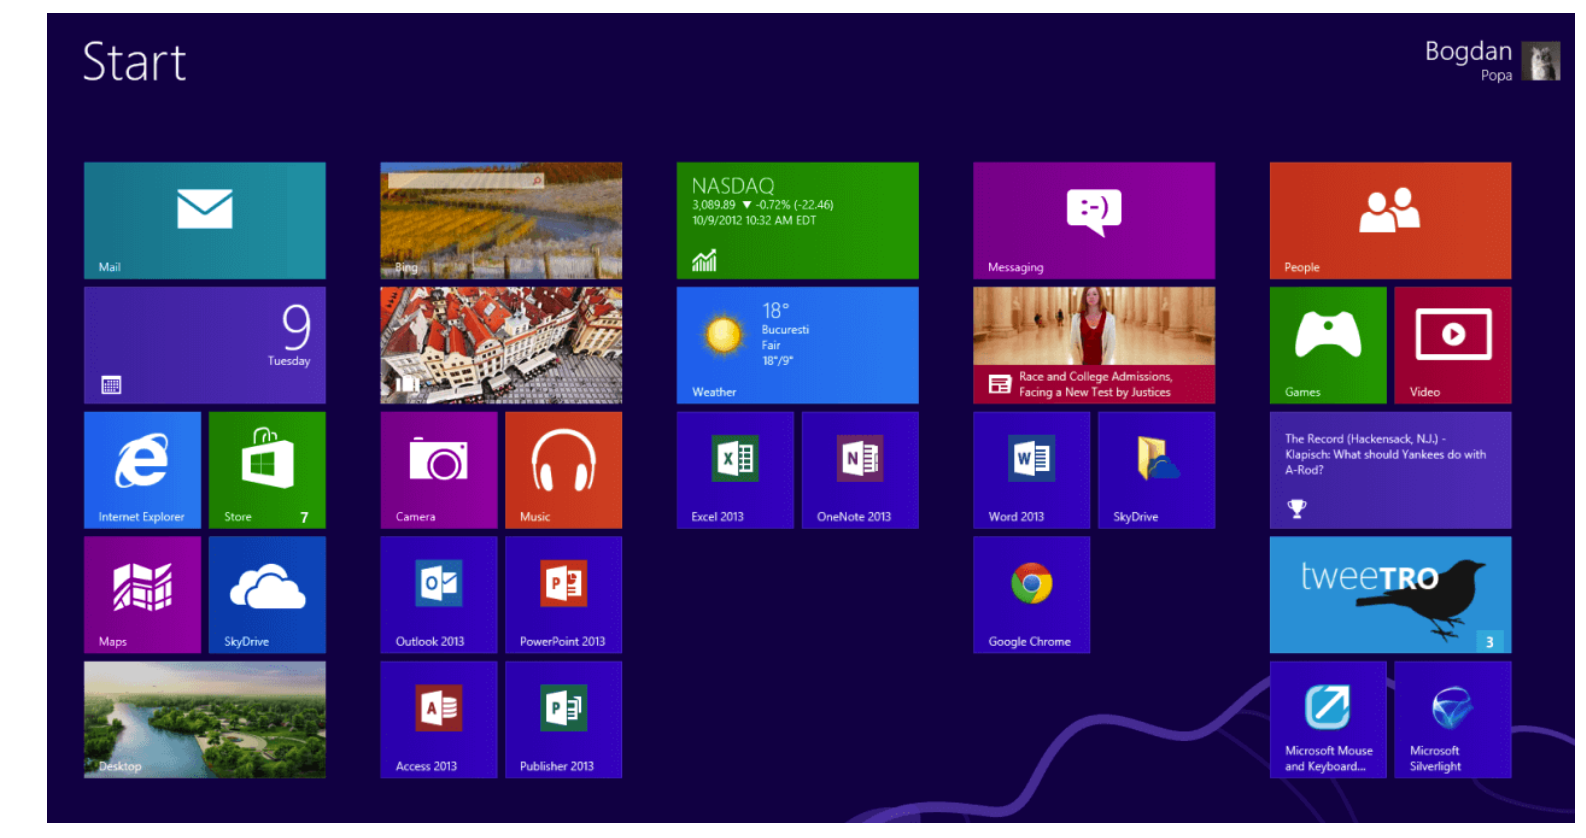 Start
Bogdan
Popa
Mail
9
Tuesday
Internet Explorer
Store 7
Maps
SkyDrive
Desktop
Bing
Camera
Music
Outlook 2013
PowerPoint 2013
Access 2013
Publisher 2013
NASDAQ
3,089.89 ▼ -0.72% (-22.46)
10/9/2012 10:32 AM EDT
18°
Bucuresti
Fair
18°/9°
Weather
Excel 2013
OneNote 2013
Messaging
:-)
Race and College Admissions,
Facing a New Test by Justices
Word 2013
SkyDrive
Google Chrome
People
Games
Video
The Record (Hackensack, N.J.) -
Klapisch: What should Yankees do with
A-Rod?
tweeTRO
3
Microsoft Mouse
and Keyboard...
Microsoft
Silverlight